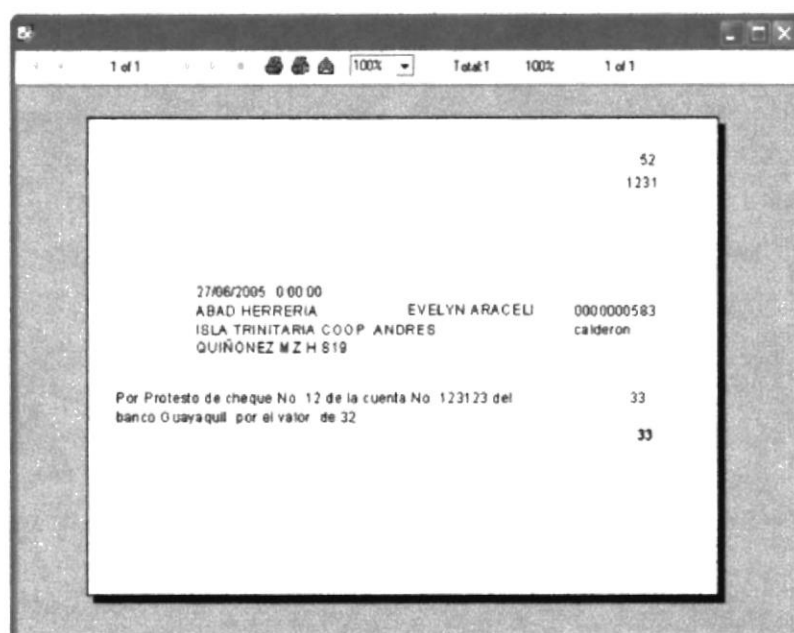 1 of 1 100% Total:1 100% 1 of 1
52
1231
27/06/2005 0:00:00
ABAD HERRERIA EVELYN ARACELI 0000000583
ISLA TRINITARIA COOP ANDRES calderon
QUIÑONEZ MZ H S19
Por Protesto de cheque No 12 de la cuenta No 123123 del 33
banco Guayaquil por el valor de 32
33